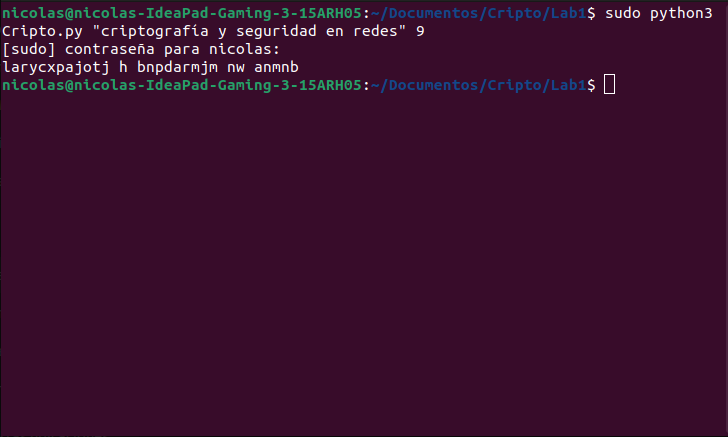 nicolas@nicolas-IdeaPad-Gaming-3-15ARH05:~/Documentos/Cripto/Lab1$ sudo python3
Cripto.py "criptografía y seguridad en redes" 9
[sudo] contraseña para nicolas:
larycxpajotj h bnpdarmjm nw anmnb
nicolas@nicolas-IdeaPad-Gaming-3-15ARH05:~/Documentos/Cripto/Lab1$